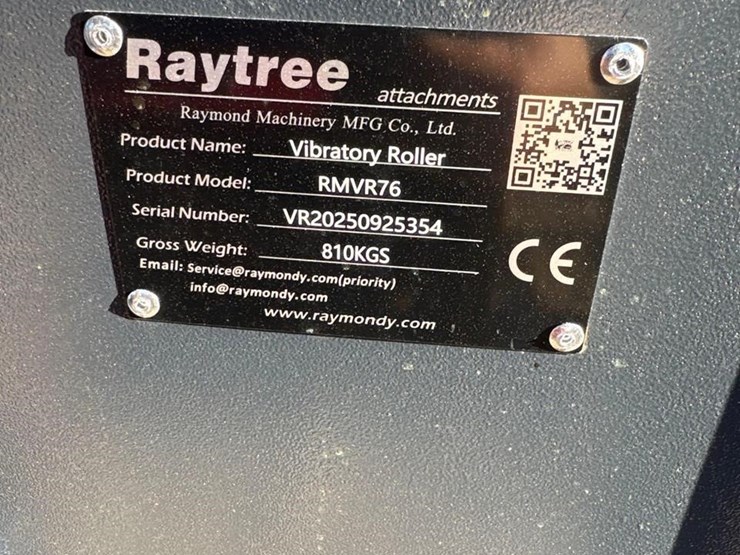 Raytree
attachments
Raymond Machinery MFG Co., Ltd.
Product Name: Vibratory Roller
Product Model: RMVR76
Serial Number: VR20250925354
Gross Weight: 810KGS
Email: Service@raymondy.com(priority)
info@raymondy.com
www.raymondy.com
CE